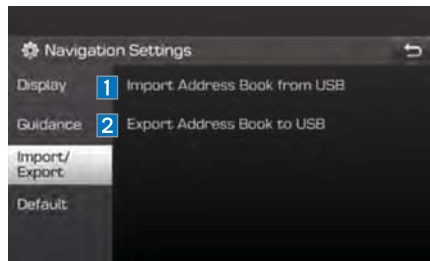 Navigation Settings
Display
1 Import Address Book from USB
Guidance
2 Export Address Book to USB
Import/
Export
Default